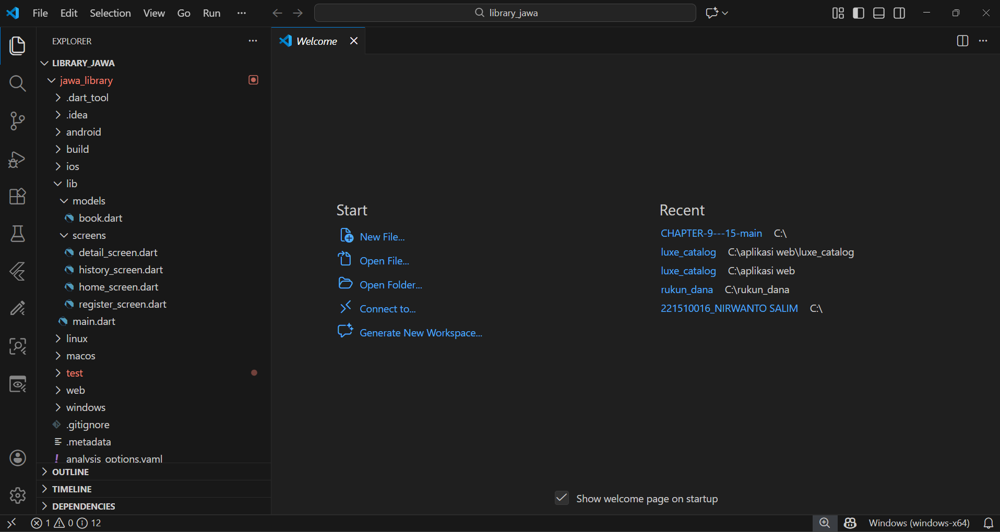 File Edit Selection View Go Run ···
library_jawa
EXPLORER ···
LIBRARY_JAWA
jawa_library
.dart_tool
.idea
android
build
ios
lib
models
book.dart
screens
detail_screen.dart
history_screen.dart
home_screen.dart
register_screen.dart
main.dart
linux
macos
test
web
windows
.gitignore
.metadata
! analysis_options.yaml
OUTLINE
TIMELINE
DEPENDENCIES
Welcome
Start
New File...
Open File...
Open Folder...
Connect to...
Generate New Workspace...
Recent
CHAPTER-9---15-main C:\
luxe_catalog C:\aplikasi web\luxe_catalog
luxe_catalog C:\aplikasi web
rukun_dana C:\rukun_dana
221510016_NIRWANTO SALIM C:\
Show welcome page on startup
1 0 12
Windows (windows-x64)